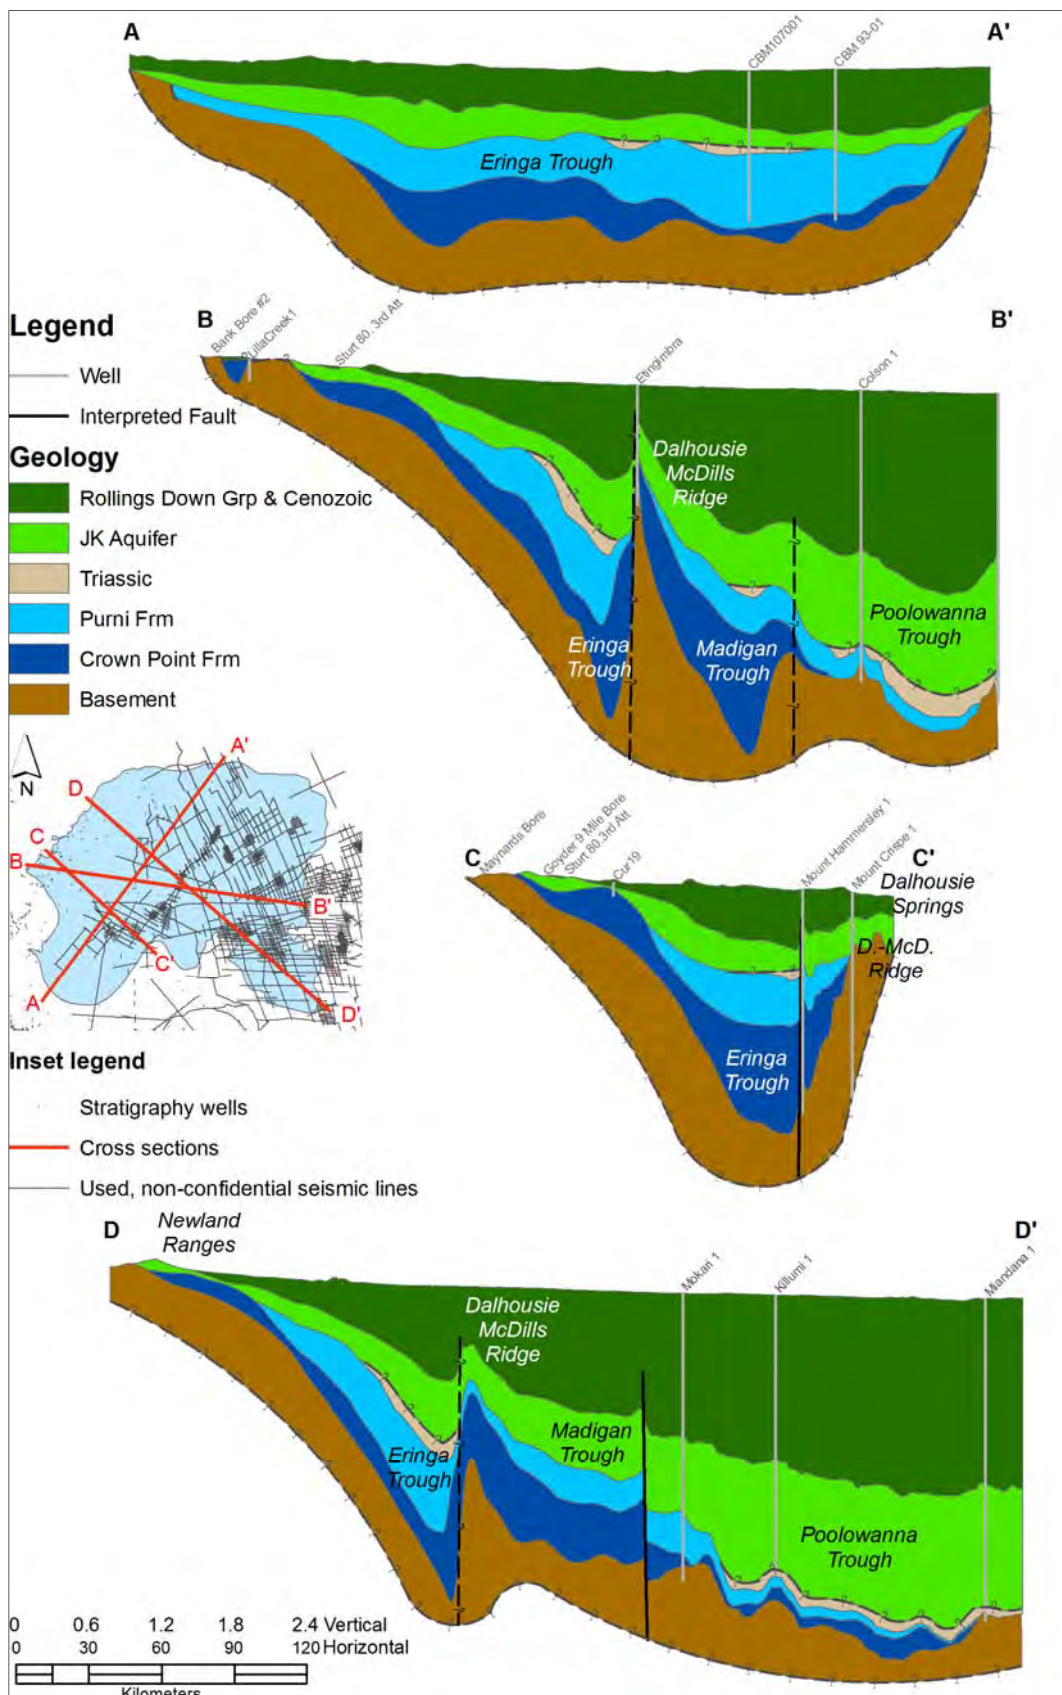 A
A'
CBM107001
CBM 93-01
Eringa Trough
B
B'
Bank Bore #2
LillaCreek1
Sturt 80. 3rd Att
Etingimbra
Colson 1
Dalhousie
McDills
Ridge
Eringa
Trough
Madigan
Trough
Poolowanna
Trough
Legend
Well
Interpreted Fault
Geology
Rollings Down Grp & Cenozoic
JK Aquifer
Triassic
Purni Frm
Crown Point Frm
Basement
N
A'
D
C
B
B'
C'
A
D'
Inset legend
Stratigraphy wells
Cross sections
Used, non-confidential seismic lines
C
C'
Maynards Bore
Goyder 9 Mile Bore
Sturt 80.3rd Att
Cur19
Mount Hammersley 1
Mount Crispe 1
Dalhousie
Springs
D.-McD.
Ridge
Eringa
Trough
D
D'
Newland
Ranges
Mokari 1
Killumi 1
Miandana 1
Dalhousie
McDills
Ridge
Eringa
Trough
Madigan
Trough
Poolowanna
Trough
0 0.6 1.2 1.8 2.4 Vertical
0 30 60 90 120 Horizontal
Kilometers